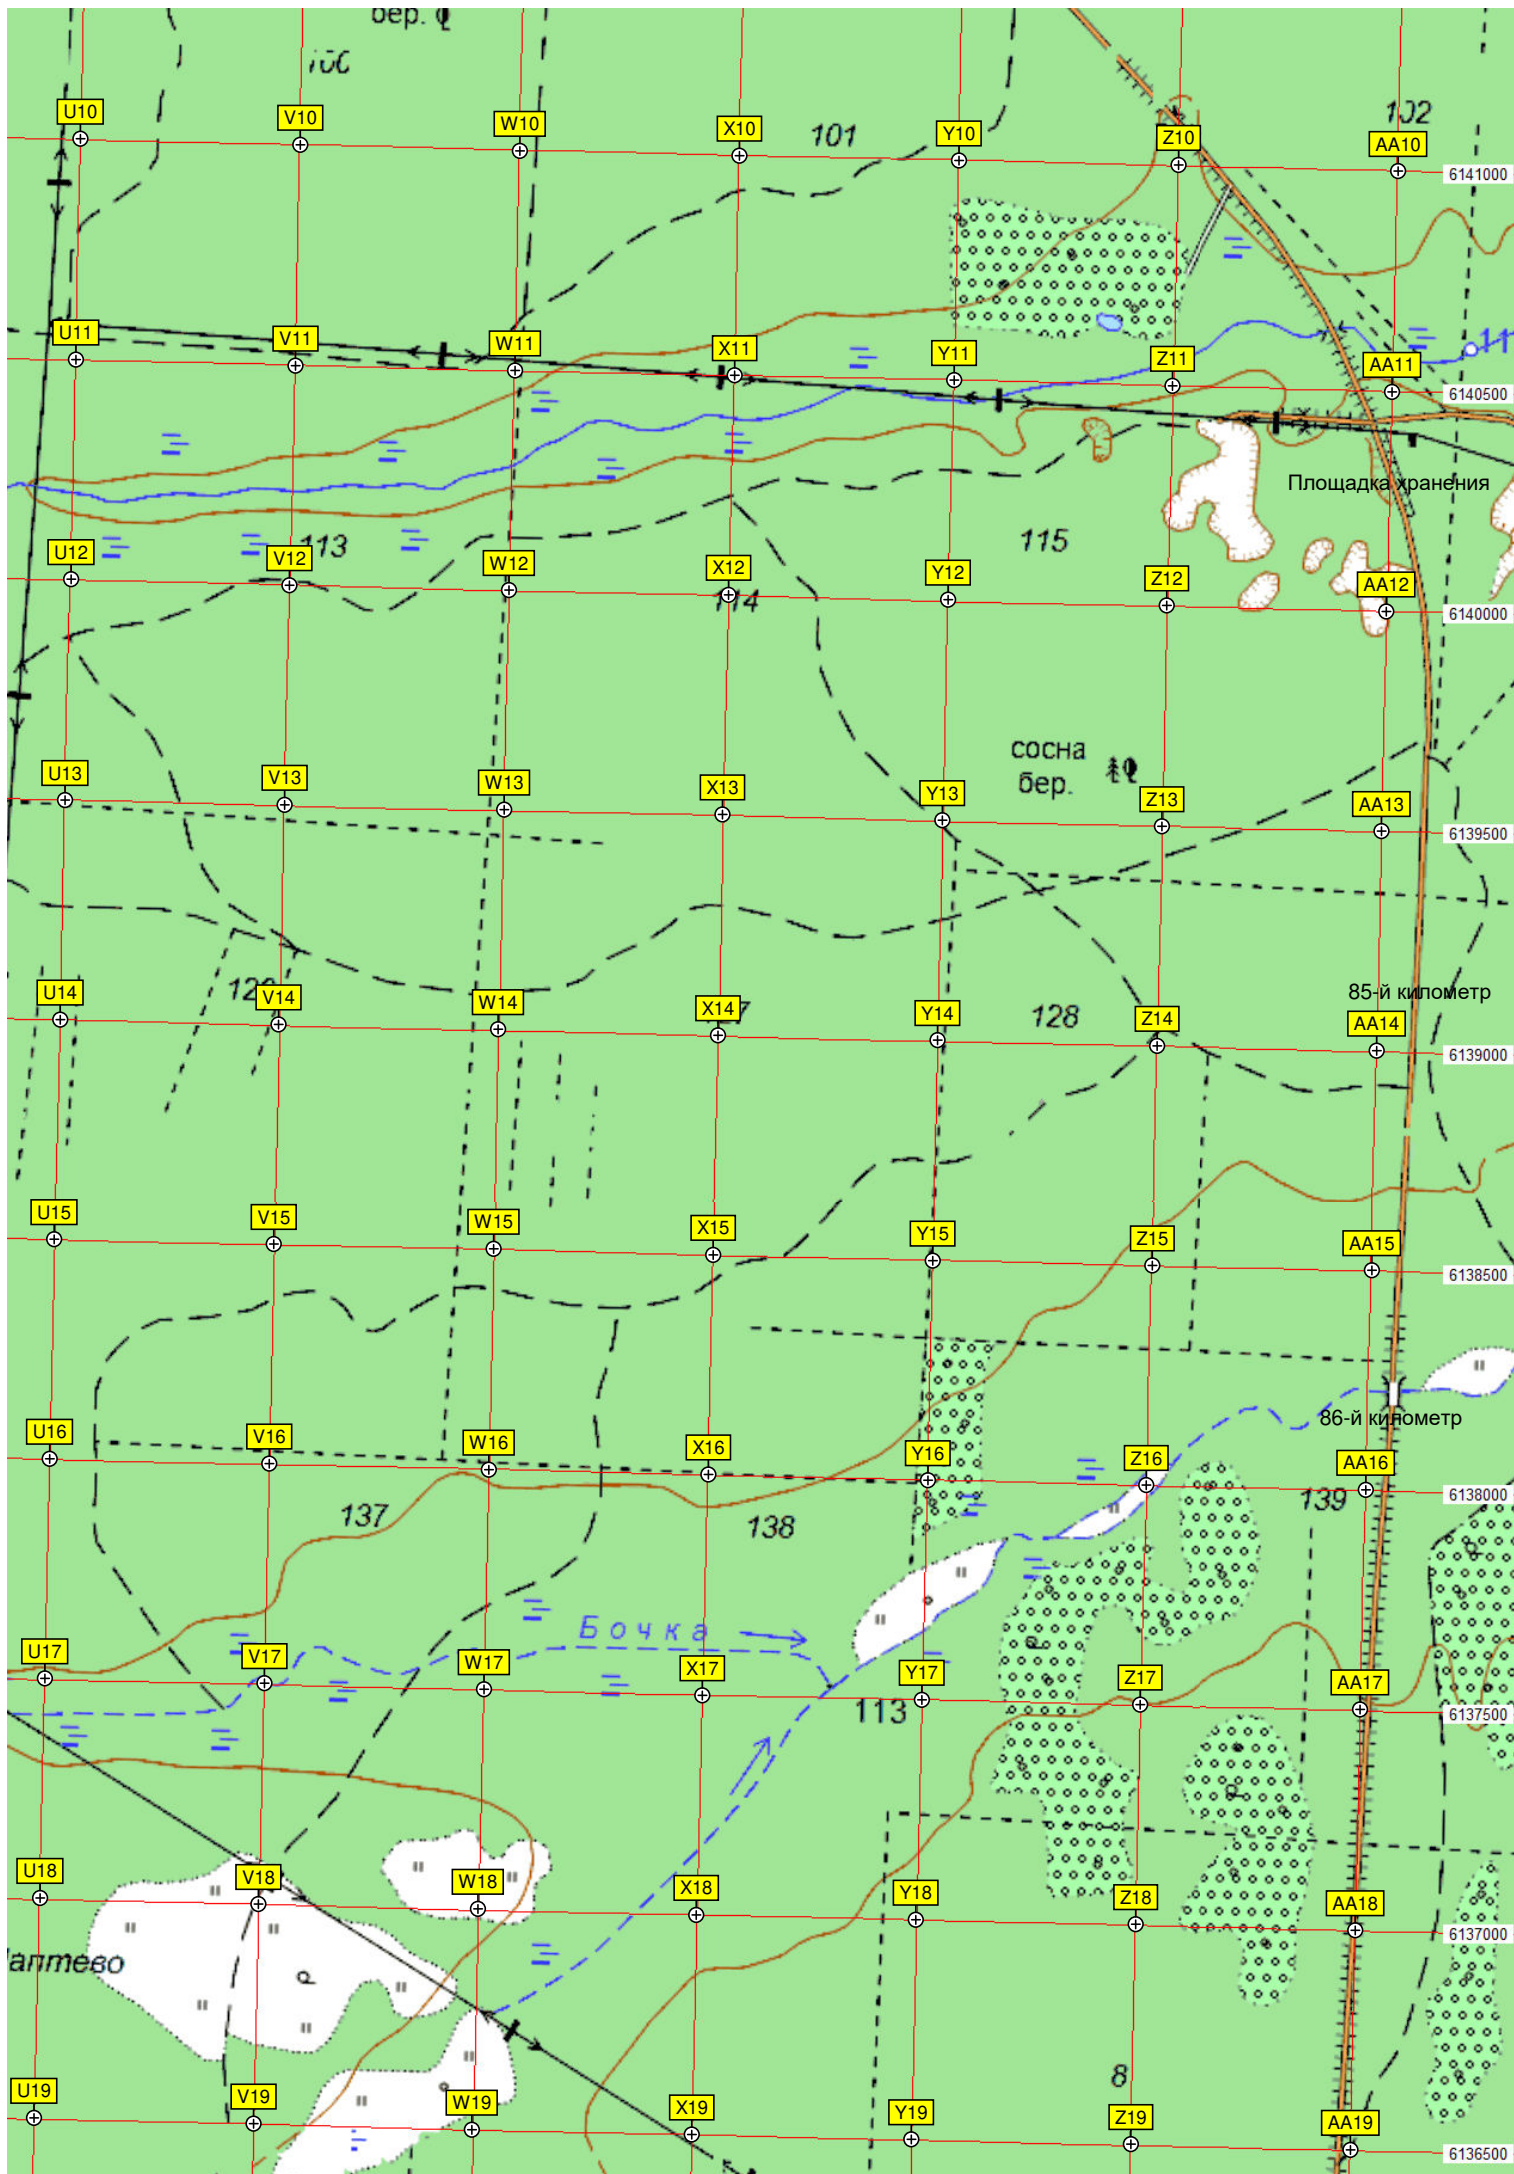 бер.
U10 V10 W10 X10 101 Y10 Z10 102 AA10
6141000
U11 V11 W11 X11 Y11 Z11 AA11 11
6140500
Площадка хранения
U12 113 V12 W12 X12 114 115 Y12 Z12 AA12
6140000
сосна
бер.
U13 V13 W13 X13 Y13 Z13 AA13
6139500
85-й километр
U14 V14 W14 X14 Y14 128 Z14 AA14
6139000
U15 V15 W15 X15 Y15 Z15 AA15
6138500
86-й километр
U16 V16 W16 X16 Y16 Z16 AA16
6138000
137 138 139
Бочка
U17 V17 W17 X17 Y17 Z17 AA17
113
6137500
U18 V18 W18 X18 Y18 Z18 AA18
6137000
аптево
8
U19 V19 W19 X19 Y19 Z19 AA19
6136500